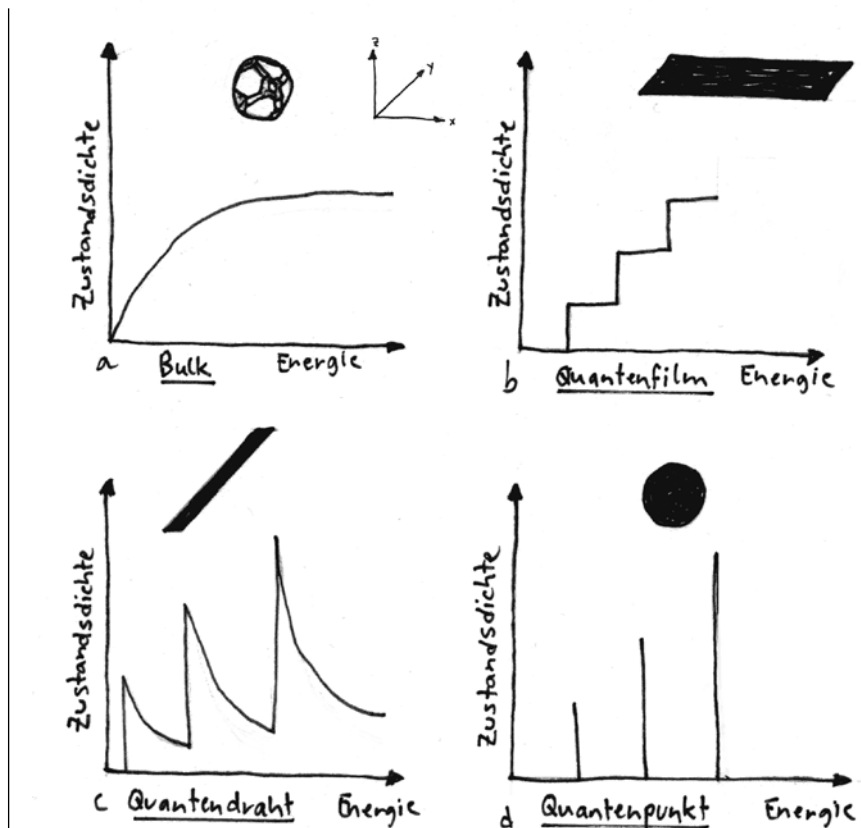 Zustandsdichte
z
y
x
a Bulk Energie
Zustandsdichte
b Quantenfilm Energie
Zustandsdichte
c Quantendraht Energie
Zustandsdichte
d Quantenpunkt Energie